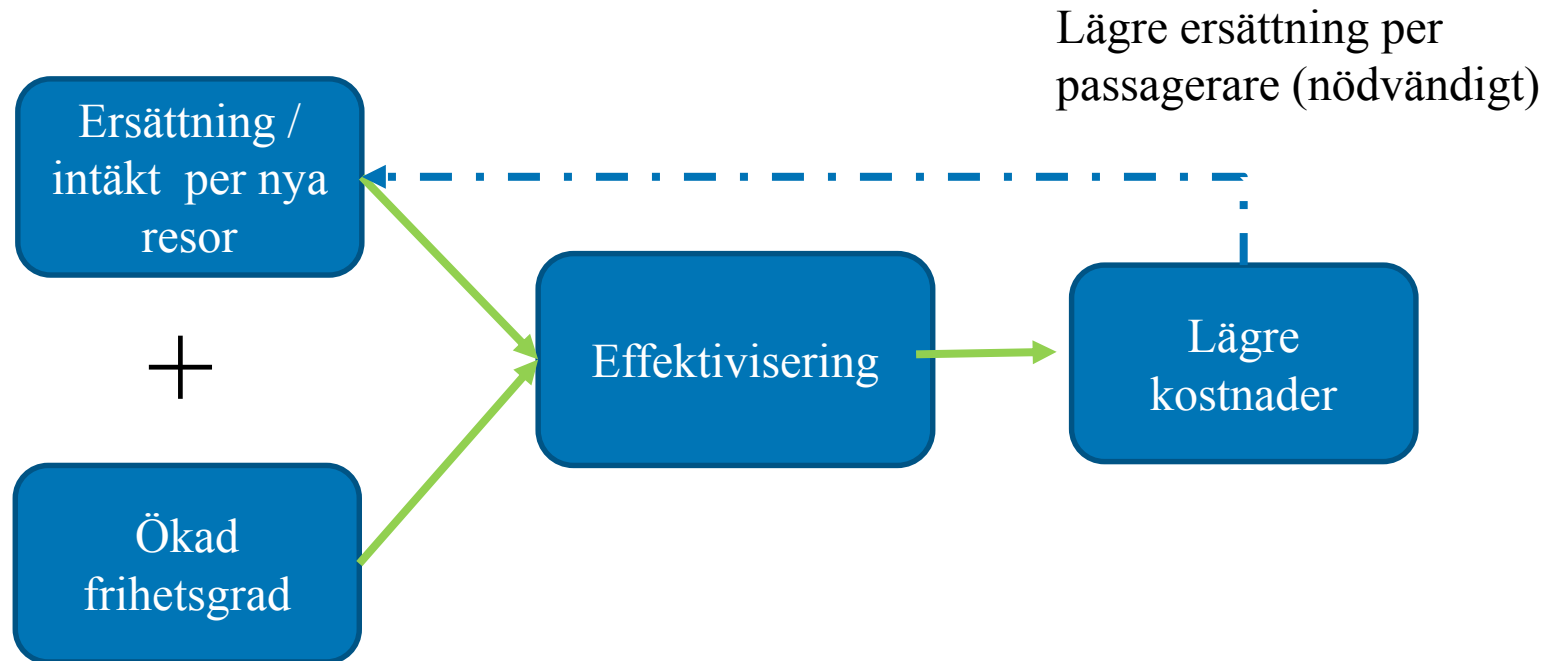 Lägre ersättning per
passagerare (nödvändigt)
Ersättning /
intäkt per nya
resor
+
Effektivisering
Lägre
kostnader
Ökad
frihetsgrad